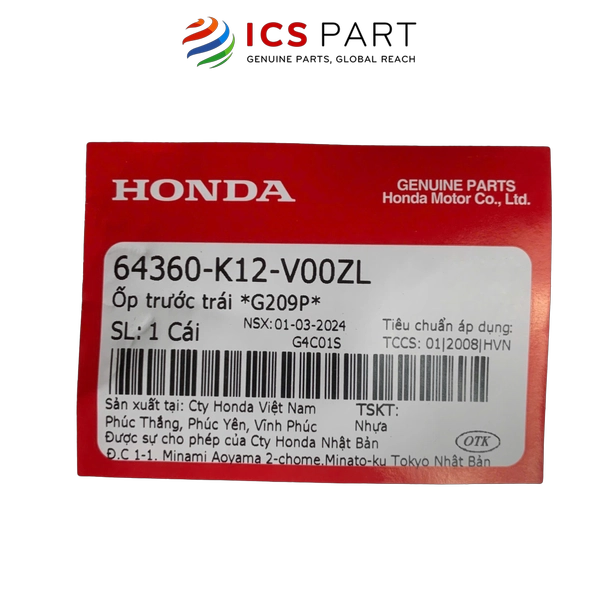 ICS PART
GENUINE PARTS, GLOBAL REACH
HONDA
GENUINE PARTS
Honda Motor Co., Ltd.
64360-K12-V00ZL
Ốp trước trái *G209P*
SL: 1 Cái
NSX: 01-03-2024
G4C01S
Tiêu chuẩn áp dụng:
TCCS: 01|2008|HVN
Sản xuất tại: Cty Honda Việt Nam
Phúc Thắng, Phúc Yên, Vĩnh Phúc
TSKT:
Nhựa
Được sự cho phép của Cty Honda Nhật Bản
Đ.C 1-1. Minami Aoyama 2-chome.Minato-ku Tokyo Nhật Bản
OTK